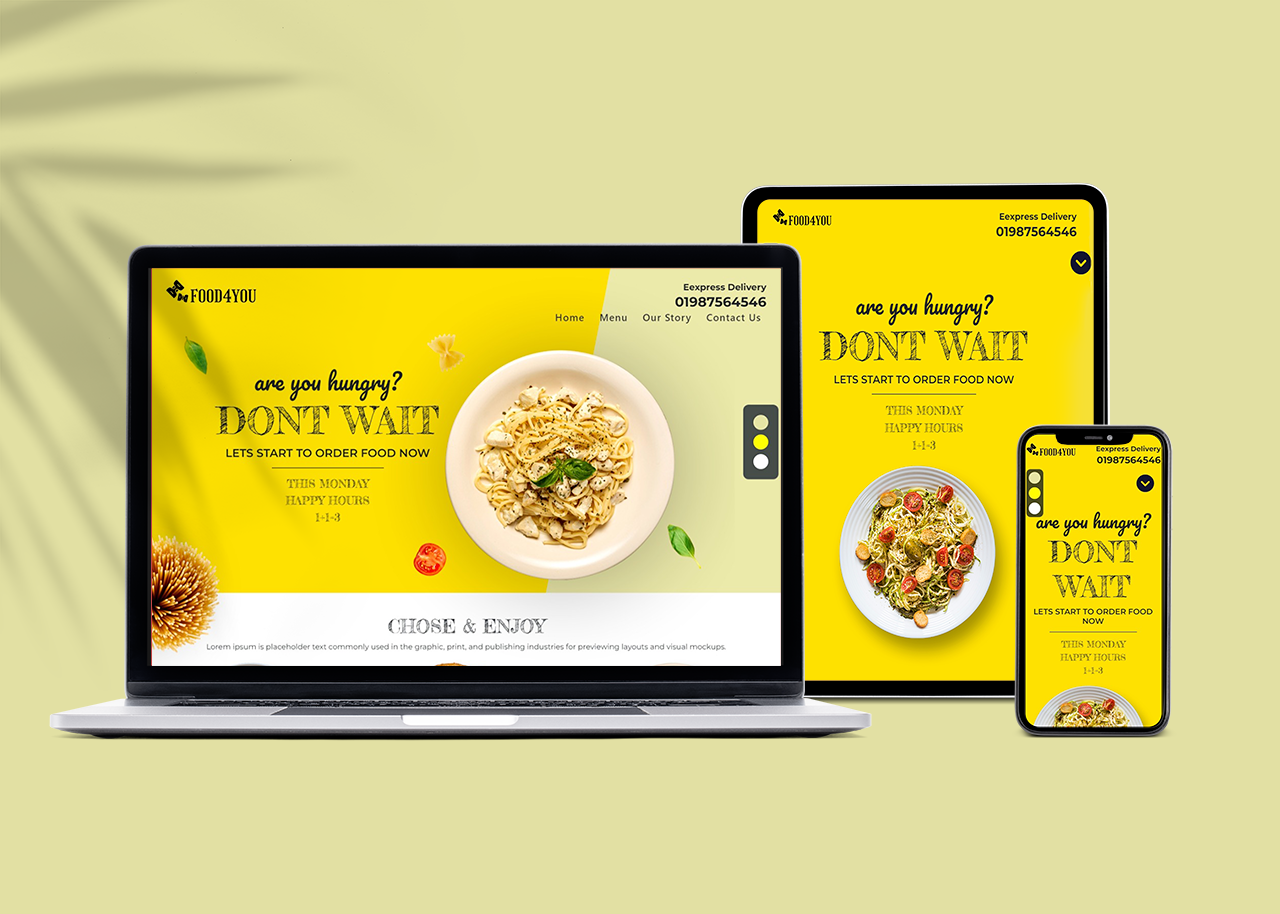 FOOD4YOU
Eexpress Delivery
01987564546
Home Menu Our Story Contact Us
are you hungry?
DONT WAIT
LETS START TO ORDER FOOD NOW
THIS MONDAY
HAPPY HOURS
1+1=3
CHOSE & ENJOY
Lorem ipsum is placeholder text commonly used in the graphic, print, and publishing industries for previewing layouts and visual mockups.
FOOD4YOU
Eexpress Delivery
01987564546
are you hungry?
DONT WAIT
LETS START TO ORDER FOOD NOW
THIS MONDAY
HAPPY HOURS
1+1=3
FOOD4YOU
Eexpress Delivery
01987564546
are you hungry?
DONT
WAIT
LETS START TO ORDER FOOD
NOW
THIS MONDAY
HAPPY HOURS
1+1=3